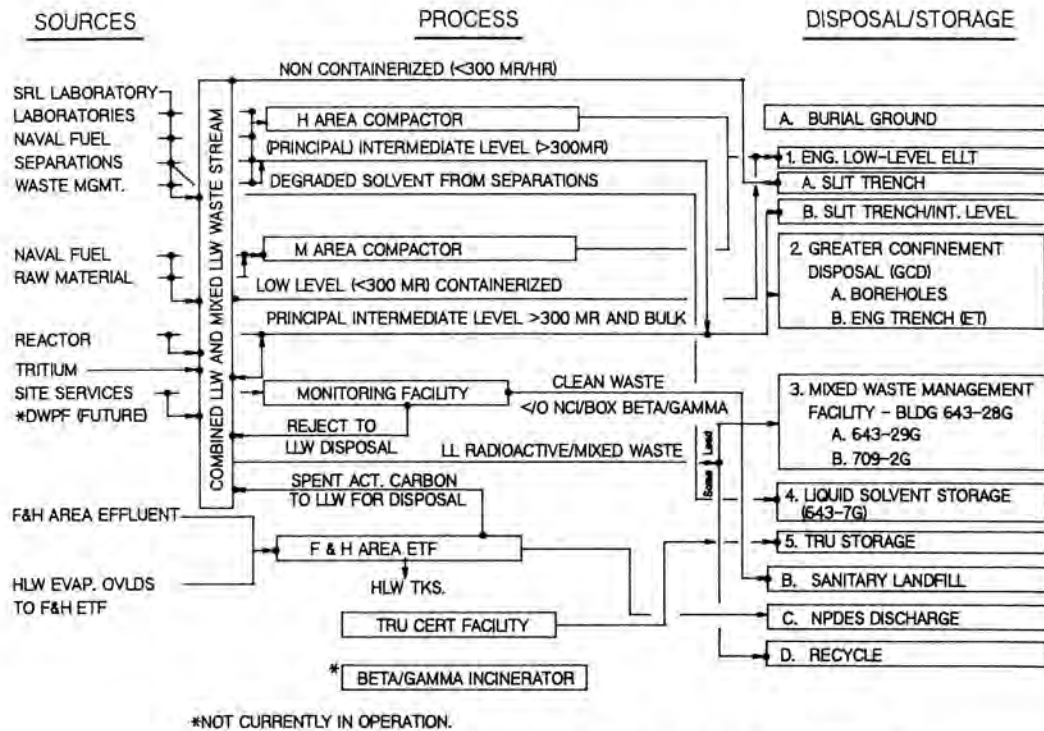 SOURCES
PROCESS
DISPOSAL/STORAGE
NON CONTAINERIZED (<300 MR/HR)
SRL LABORATORY
LABORATORIES
NAVAL FUEL
SEPARATIONS
WASTE MGMT.
NAVAL FUEL
RAW MATERIAL
REACTOR
TRITIUM
SITE SERVICES
*DWPF (FUTURE)
F&H AREA EFFLUENT
HLW EVAP. OVLDS
TO F&H ETF
COMBINED LLW AND MIXED LLW WASTE STREAM
H AREA COMPACTOR
(PRINCIPAL) INTERMEDIATE LEVEL (>300MR)
DEGRADED SOLVENT FROM SEPARATIONS
M AREA COMPACTOR
LOW LEVEL (<300 MR) CONTAINERIZED
PRINCIPAL INTERMEDIATE LEVEL >300 MR AND BULK
MONITORING FACILITY
CLEAN WASTE
</O NCI/BOX BETA/GAMMA
REJECT TO
LLW DISPOSAL
LL RADIOACTIVE/MIXED WASTE
Some Lead
SPENT ACT. CARBON
TO LLW FOR DISPOSAL
F & H AREA ETF
HLW TKS.
TRU CERT FACILITY
* BETA/GAMMA INCINERATOR
A. BURIAL GROUND
1. ENG. LOW-LEVEL ELLT
A. SLIT TRENCH
B. SLIT TRENCH/INT. LEVEL
2. GREATER CONFINEMENT
DISPOSAL (GCD)
A. BOREHOLES
B. ENG TRENCH (ET)
3. MIXED WASTE MANAGEMENT
FACILITY - BLDG 643-28G
A. 643-29G
B. 709-2G
4. LIQUID SOLVENT STORAGE
(643-7G)
5. TRU STORAGE
B. SANITARY LANDFILL
C. NPDES DISCHARGE
D. RECYCLE
*NOT CURRENTLY IN OPERATION.